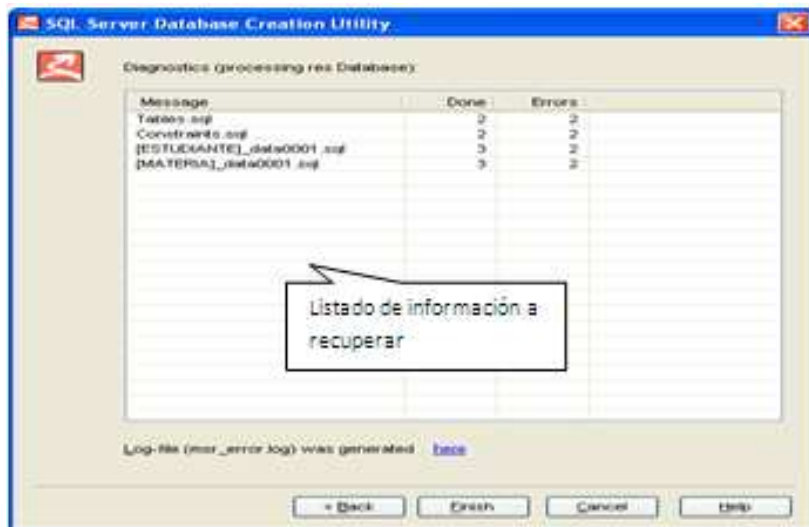 SQL Server Database Creation Utility
Diagnostics (processing res Database):
Message Done Errors
Tables.sql 2 2
Constraints.sql 2 2
[ESTUDIANTE]_data0001.sql 3 2
[MATERIA]_data0001.sql 3 2
Listado de información a
recuperar
Log-file (msr_error.log) was generated here
< Back Finish Cancel Help